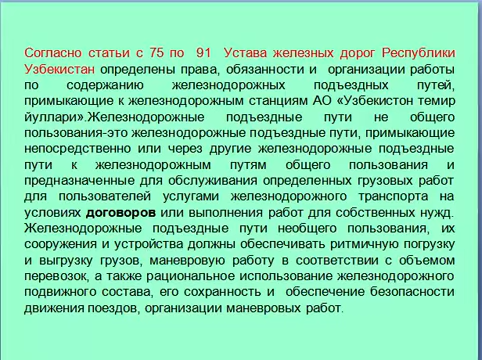 Согласно статьи с 75 по 91 Устава железных дорог Республики
Узбекистан определены права, обязанности и организации работы
по содержанию железнодорожных подъездных путей,
примыкающие к железнодорожным станциям АО «Узбекистон темир
йуллари».Железнодорожные подъездные пути не общего
пользования-это железнодорожные подъездные пути, примыкающие
непосредственно или через другие железнодорожные подъездные
пути к железнодорожным путям общего пользования и
предназначенные для обслуживания определенных грузовых работ
для пользователей услугами железнодорожного транспорта на
условиях договоров или выполнения работ для собственных нужд.
Железнодорожные подъездные пути необщего пользования, их
сооружения и устройства должны обеспечивать ритмичную погрузку
и выгрузку грузов, маневровую работу в соответствии с объемом
перевозок, а также рациональное использование железнодорожного
подвижного состава, его сохранность и обеспечение безопасности
движения поездов, организации маневровых работ.